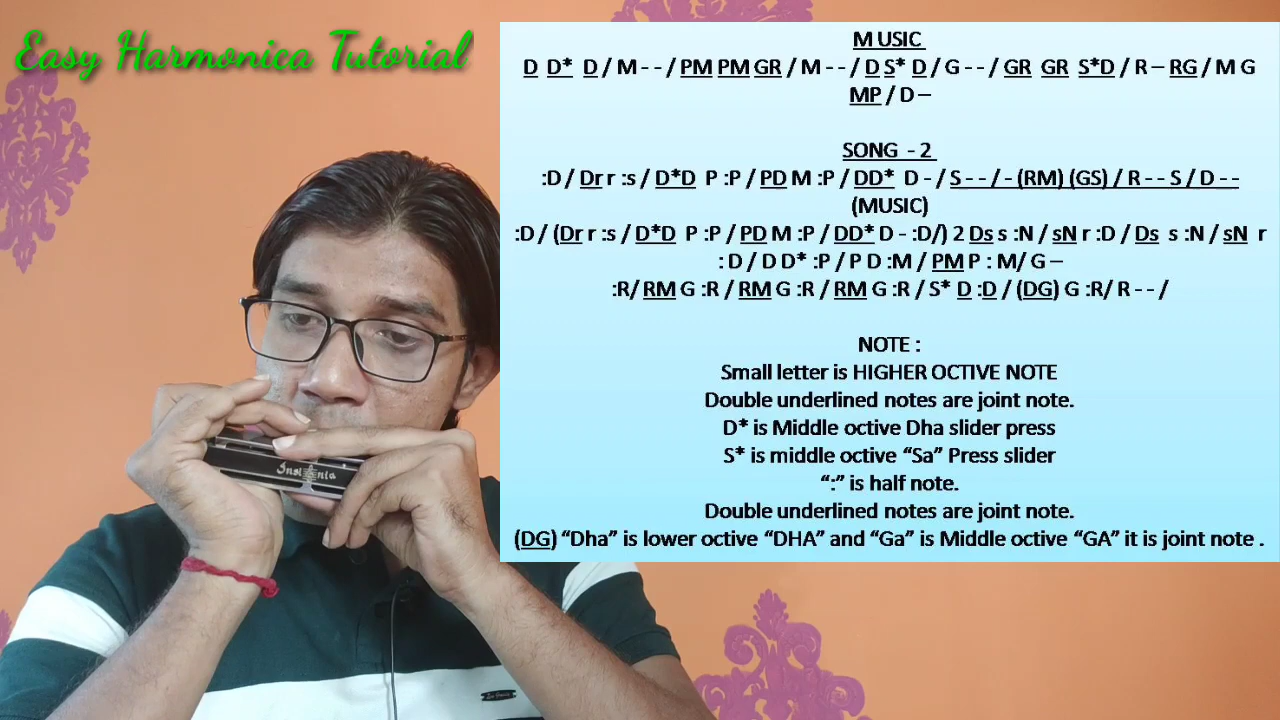 Easy Harmonica Tutorial
MUSIC
D D* D / M - - / PM PM GR / M - - / D S* D / G - - / GR GR S*D / R – RG / M G
MP / D –
SONG - 2
:D / Dr r :s / D*D P :P / PD M :P / DD* D - / S - - / - (RM) (GS) / R - - S / D - -
(MUSIC)
:D / (Dr r :s / D*D P :P / PD M :P / DD* D - :D/) 2 Ds s :N / sN r :D / Ds s :N / sN r
: D / D D* :P / P D :M / PM P : M/ G –
:R/ RM G :R / RM G :R / RM G :R / S* D :D / (DG) G :R/ R - - /
NOTE :
Small letter is HIGHER OCTIVE NOTE
Double underlined notes are joint note.
D* is Middle octive Dha slider press
S* is middle octive “Sa” Press slider
“:” is half note.
Double underlined notes are joint note.
(DG) “Dha” is lower octive “DHA” and “Ga” is Middle octive “GA” it is joint note .